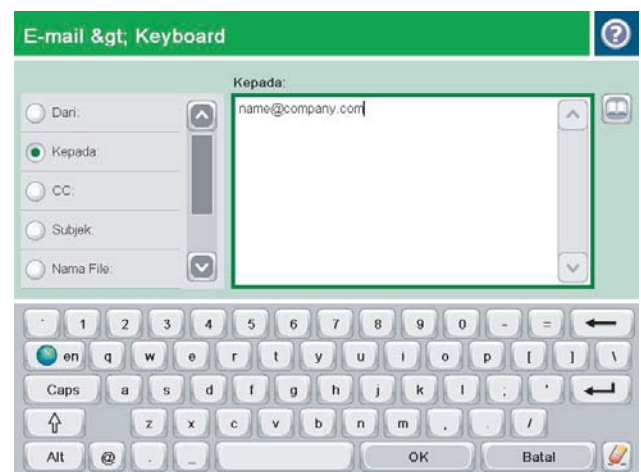 E-mail &gt; Keyboard ?
Kepada:
Dari:
Kepada:
CC:
Subjek:
Nama File:
name@company.com
` 1 2 3 4 5 6 7 8 9 0 - =
en q w e r t y u i o p [ ] \
Caps a s d f g h j k l ; '
z x c v b n m , . /
Alt @ . _ OK Batal